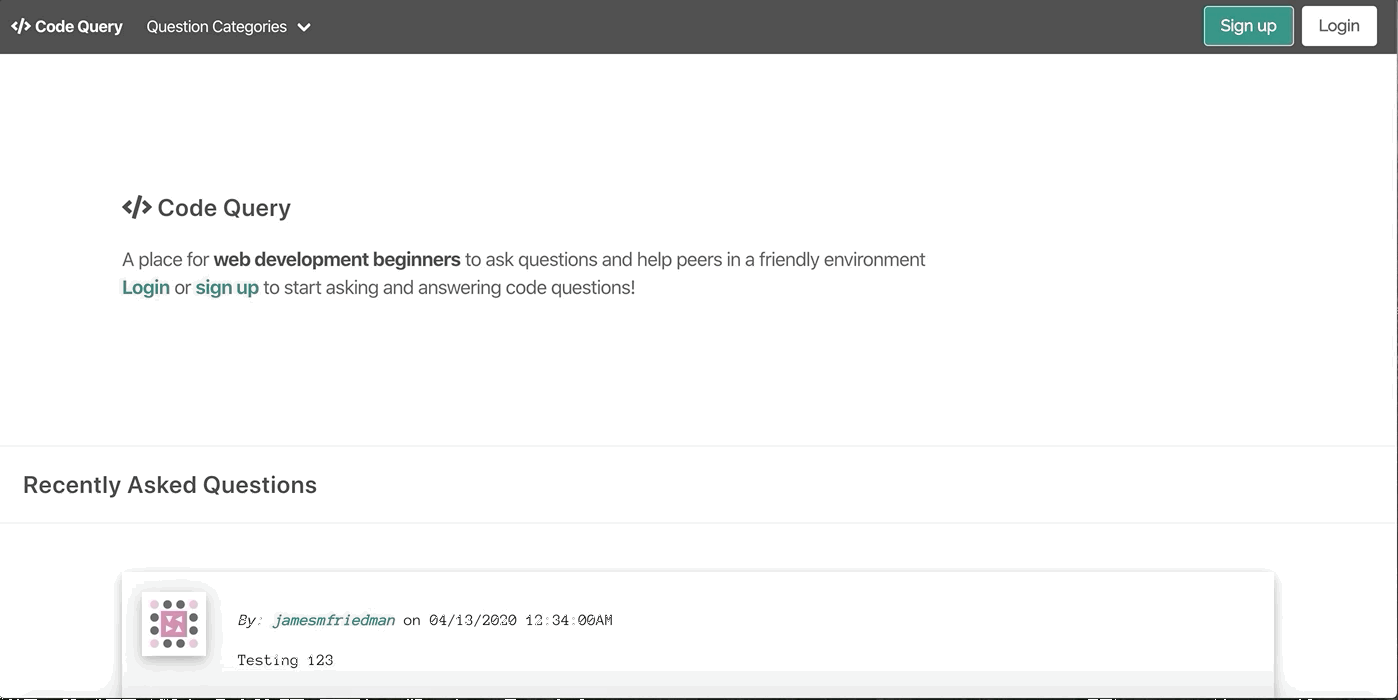 </> Code Query Question Categories Sign up Login
</> Code Query
A place for web development beginners to ask questions and help peers in a friendly environment
Login or sign up to start asking and answering code questions!
Recently Asked Questions
By: jamesmfriedman on 04/13/2020 12:34:00AM
Testing 123